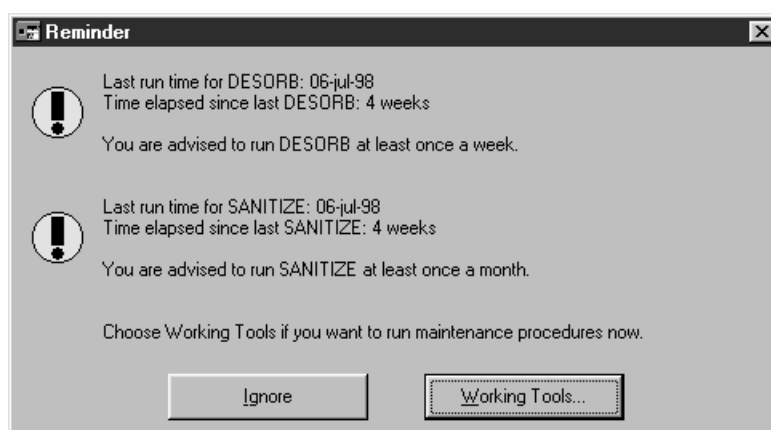 Reminder
Last run time for DESORB: 06-jul-98
Time elapsed since last DESORB: 4 weeks
You are advised to run DESORB at least once a week.
Last run time for SANITIZE: 06-jul-98
Time elapsed since last SANITIZE: 4 weeks
You are advised to run SANITIZE at least once a month.
Choose Working Tools if you want to run maintenance procedures now.
Ignore
Working Tools...